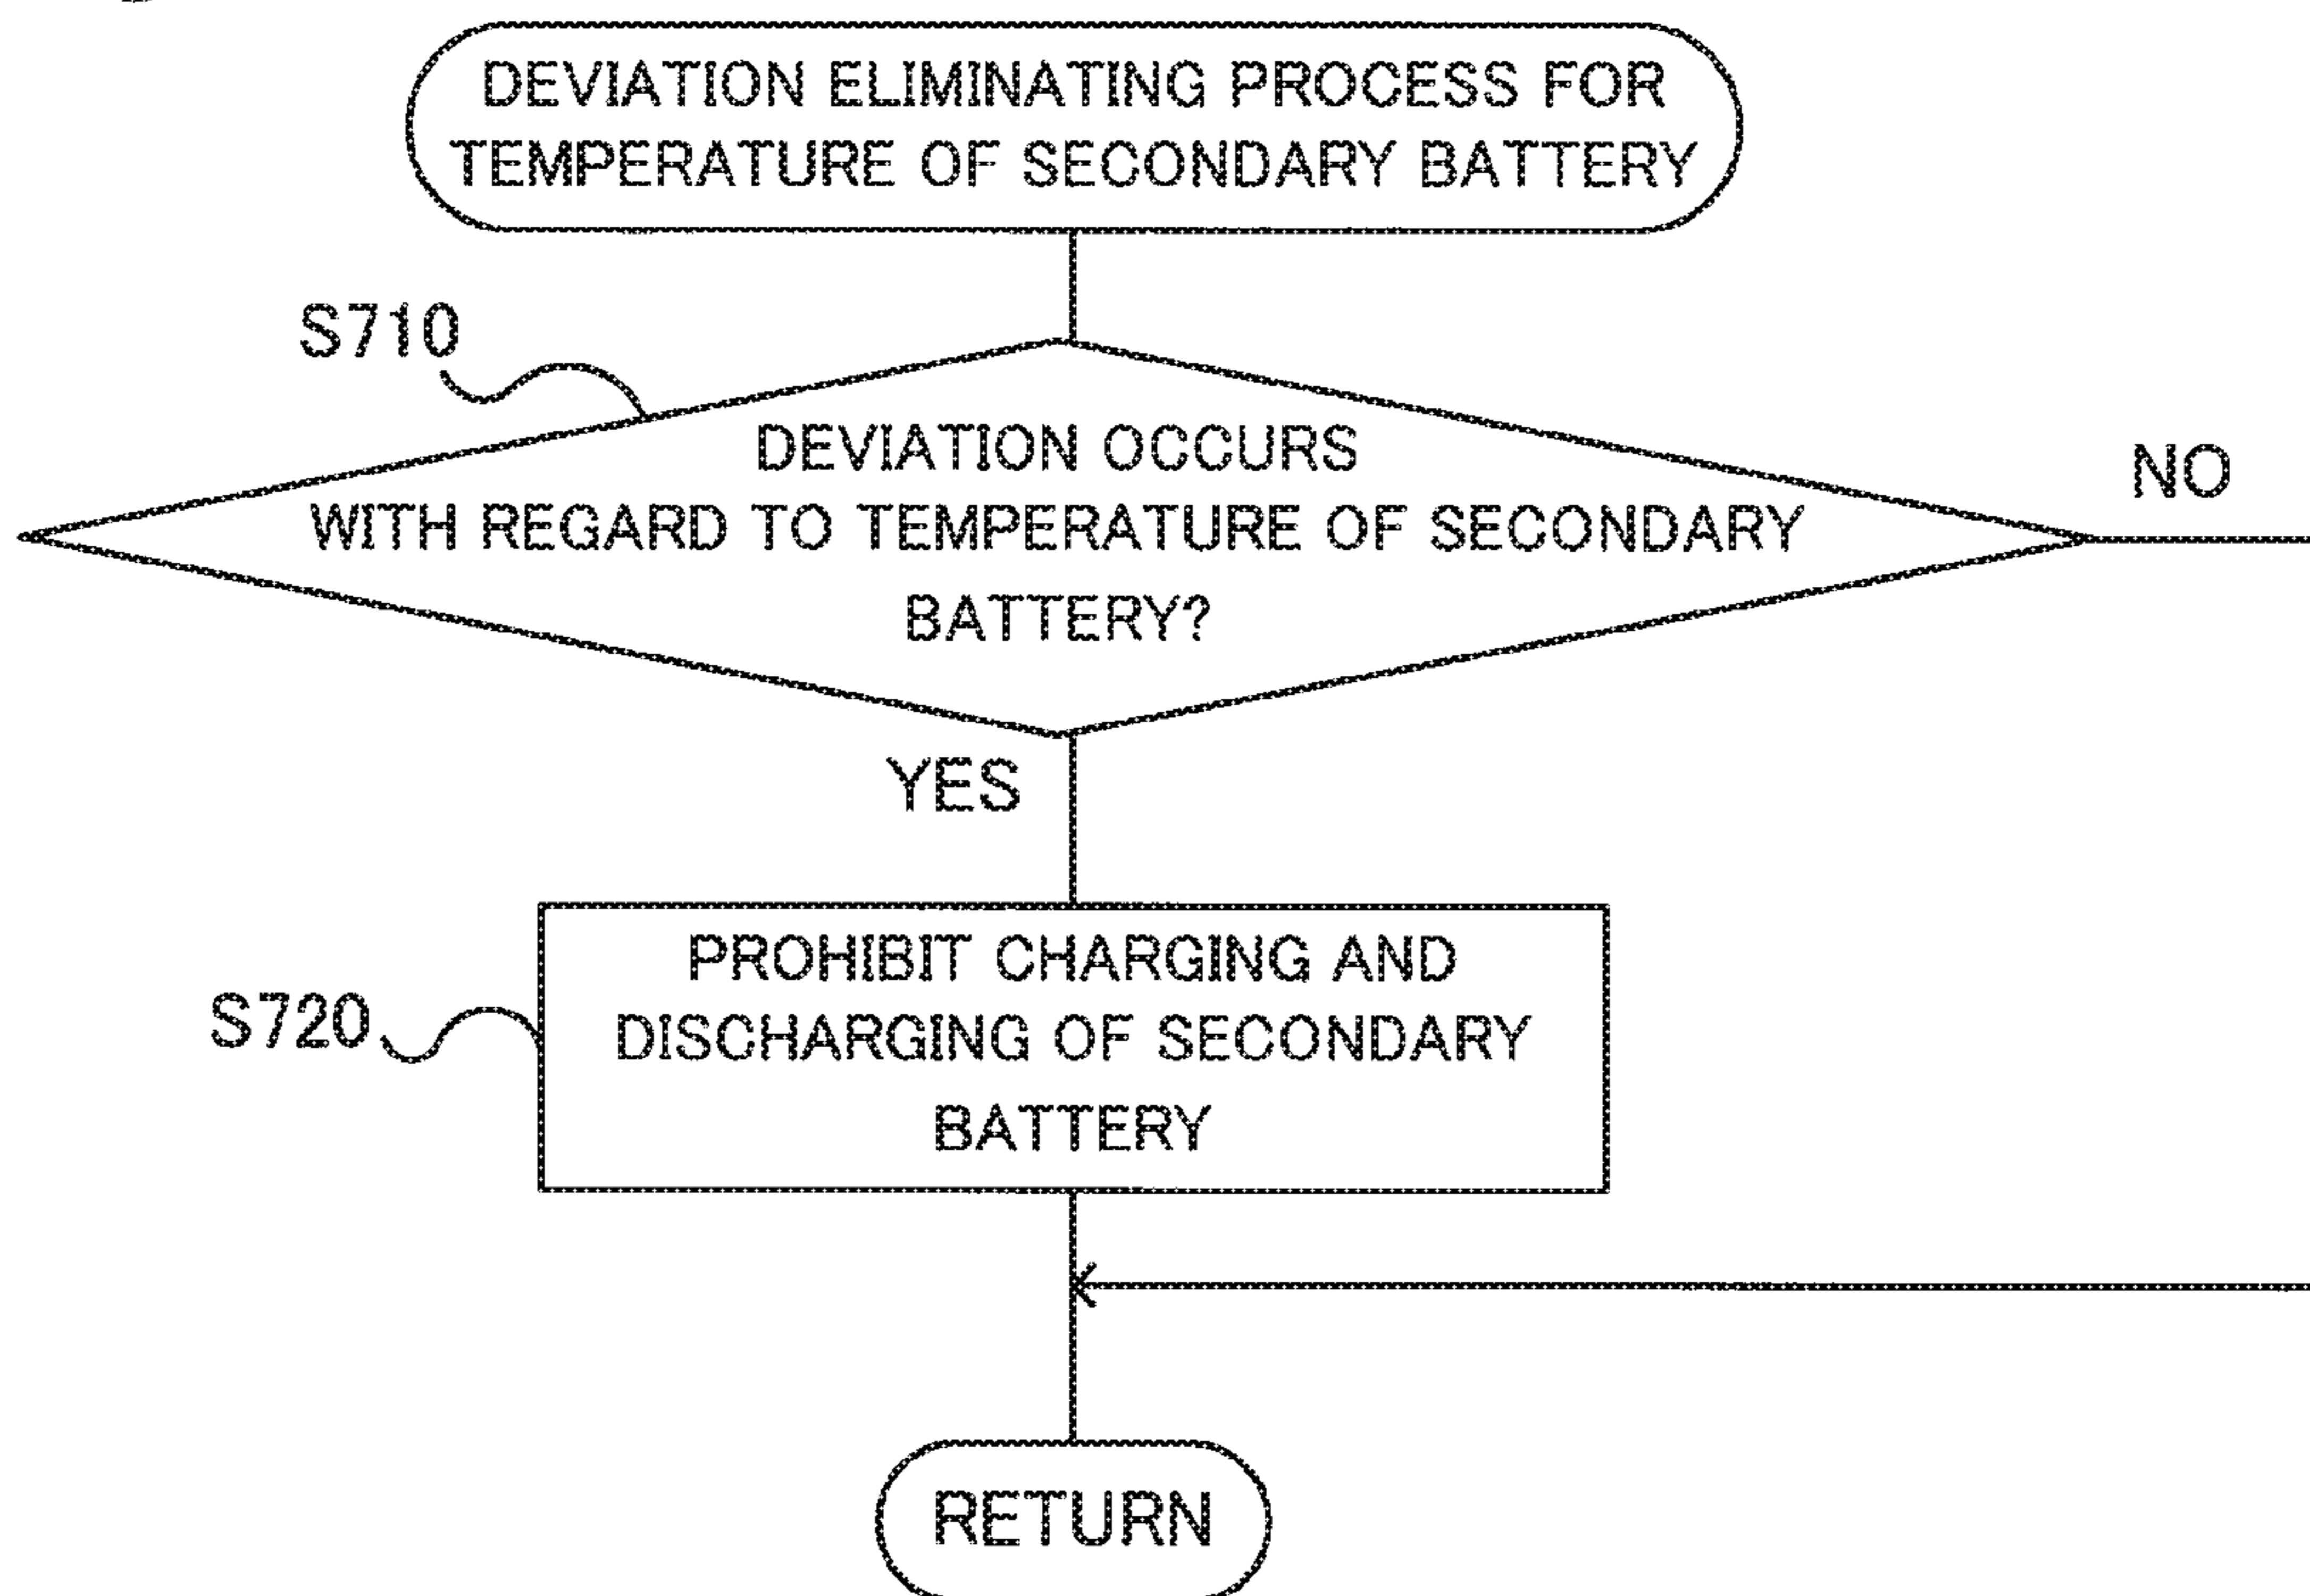 DEVIATION ELIMINATING PROCESS FOR
TEMPERATURE OF SECONDARY BATTERY
S710
DEVIATION OCCURS
WITH REGARD TO TEMPERATURE OF SECONDARY
BATTERY?
NO
YES
S720
PROHIBIT CHARGING AND
DISCHARGING OF SECONDARY
BATTERY
RETURN